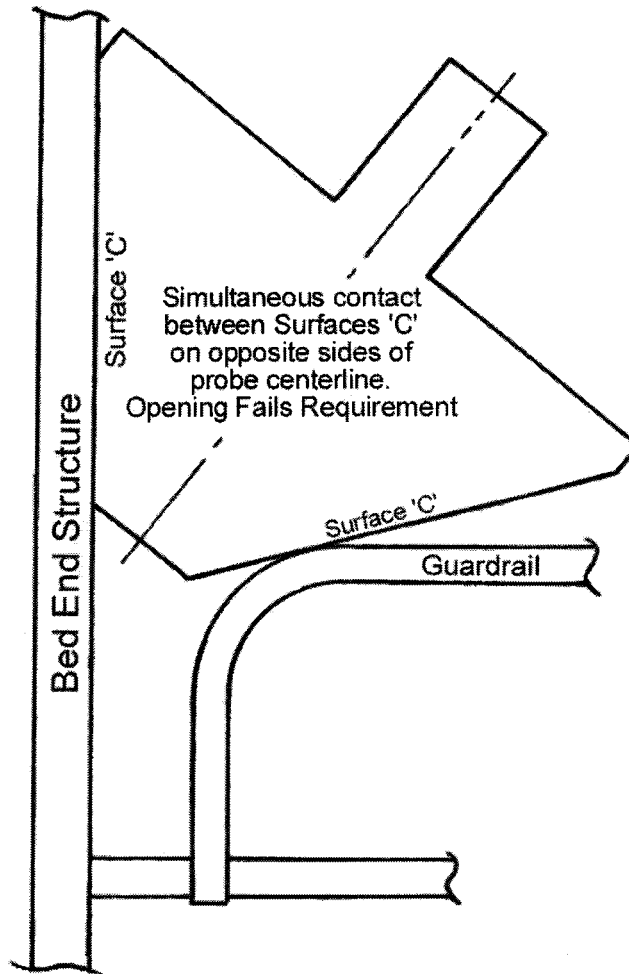 Surface 'C'
Simultaneous contact
between Surfaces 'C'
on opposite sides of
probe centerline.
Opening Fails Requirement
Bed End Structure
Surface 'C'
Guardrail